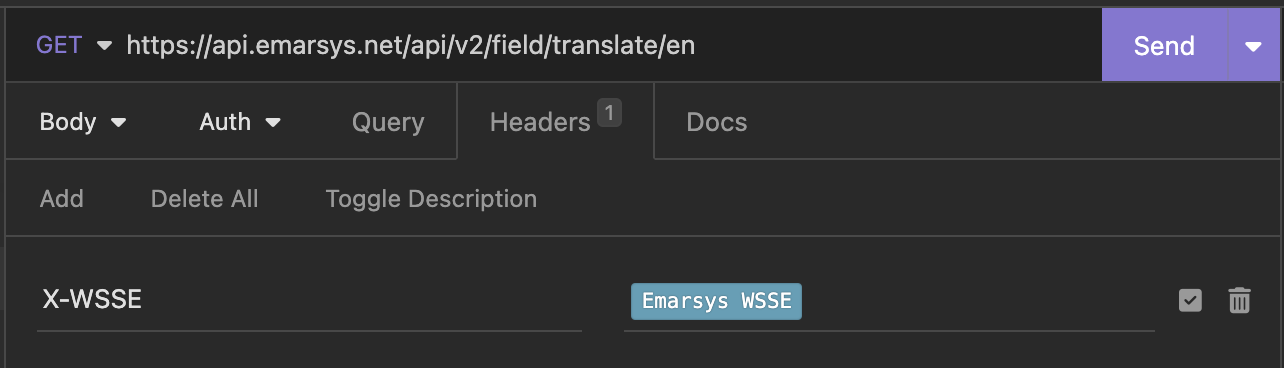 GET https://api.emarsys.net/api/v2/field/translate/en Send
Body Auth Query Headers 1 Docs
Add Delete All Toggle Description
X-WSSE Emarsys WSSE